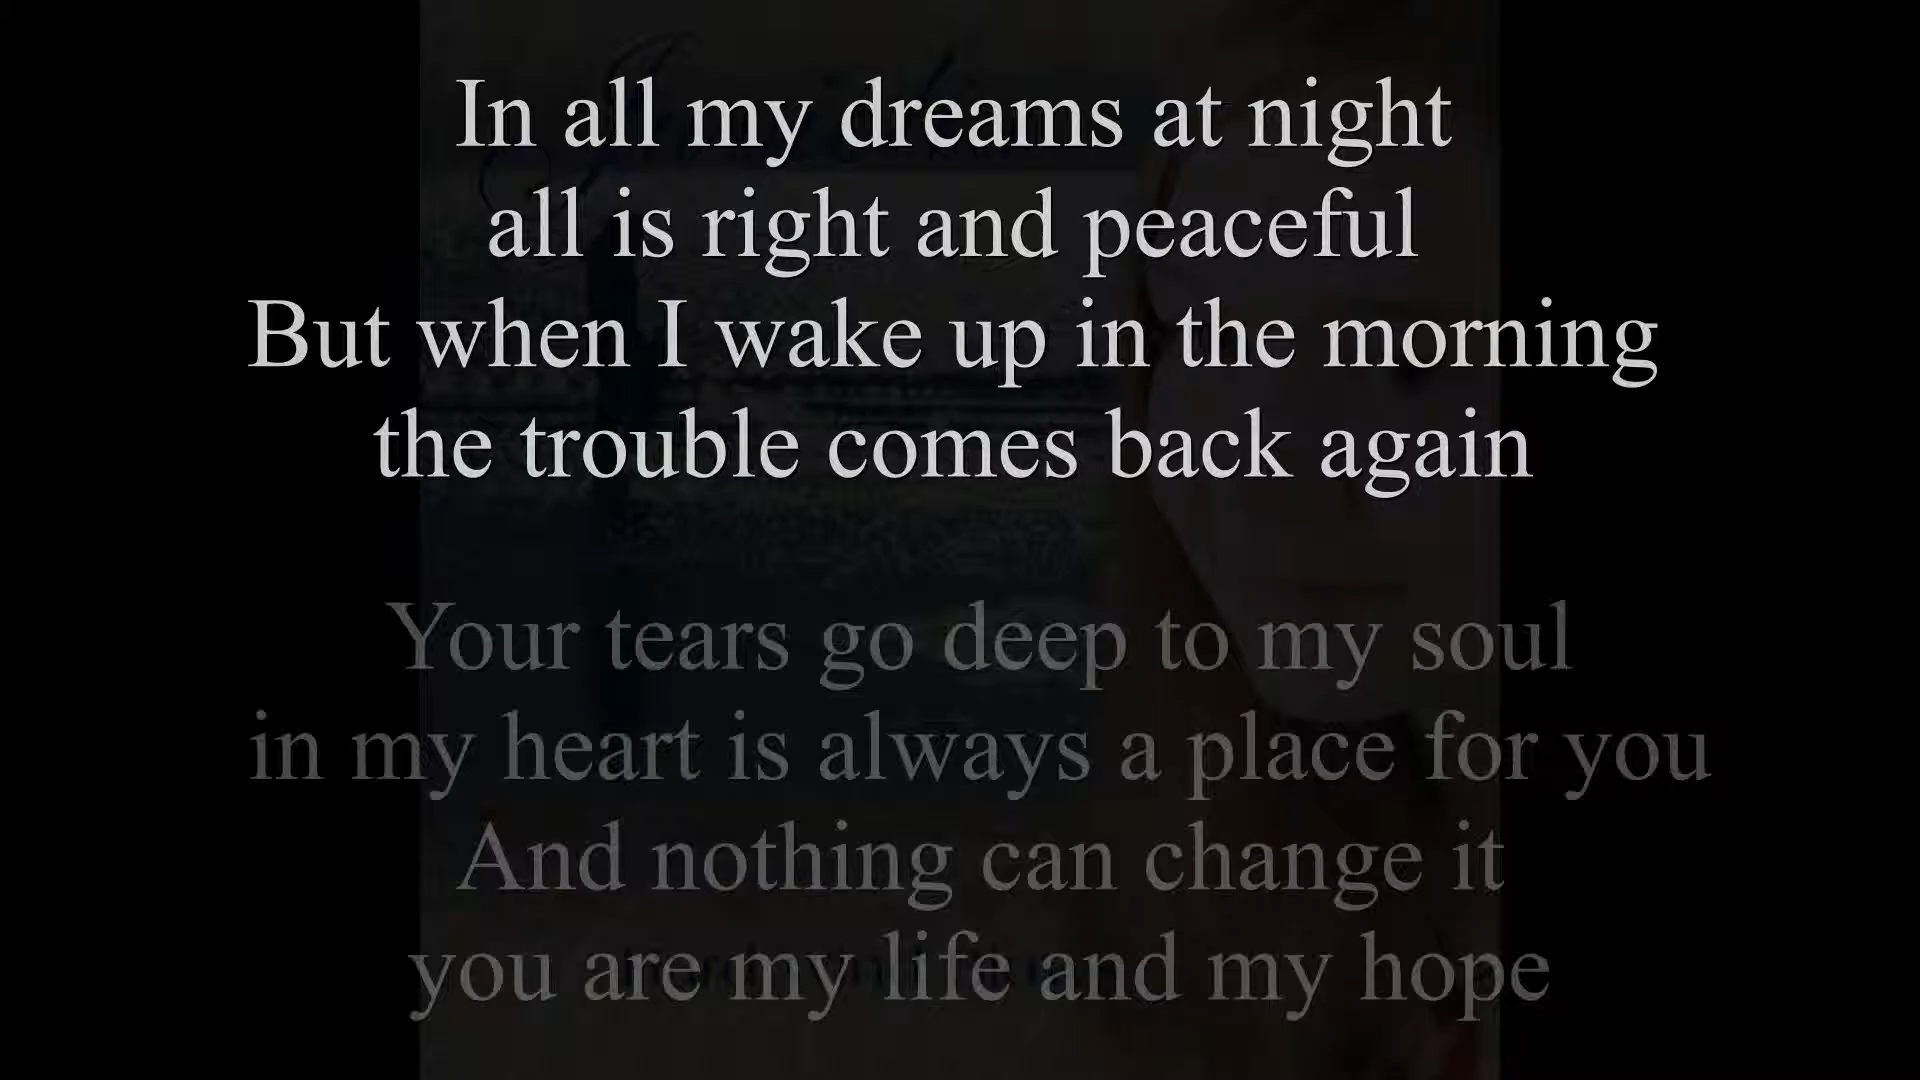 In all my dreams at night
all is right and peaceful
But when I wake up in the morning
the trouble comes back again
Your tears go deep to my soul
in my heart is always a place for you
And nothing can change it
you are my life and my hope